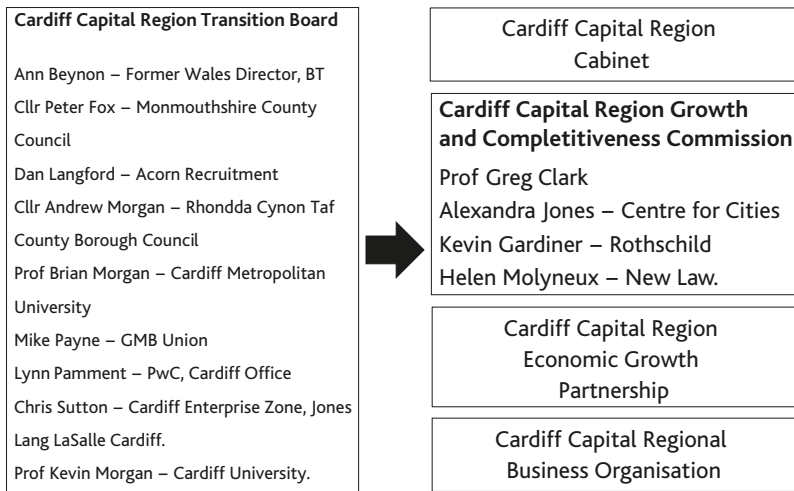 Cardiff Capital Region Transition Board
Ann Beynon – Former Wales Director, BT
Cllr Peter Fox – Monmouthshire County
Council
Dan Langford – Acorn Recruitment
Cllr Andrew Morgan – Rhondda Cynon Taf
County Borough Council
Prof Brian Morgan – Cardiff Metropolitan
University
Mike Payne – GMB Union
Lynn Pamment – PwC, Cardiff Office
Chris Sutton – Cardiff Enterprise Zone, Jones
Lang LaSalle Cardiff.
Prof Kevin Morgan – Cardiff University.
Cardiff Capital Region
Cabinet
Cardiff Capital Region Growth
and Completitiveness Commission
Prof Greg Clark
Alexandra Jones – Centre for Cities
Kevin Gardiner – Rothschild
Helen Molyneux – New Law.
Cardiff Capital Region
Economic Growth
Partnership
Cardiff Capital Regional
Business Organisation